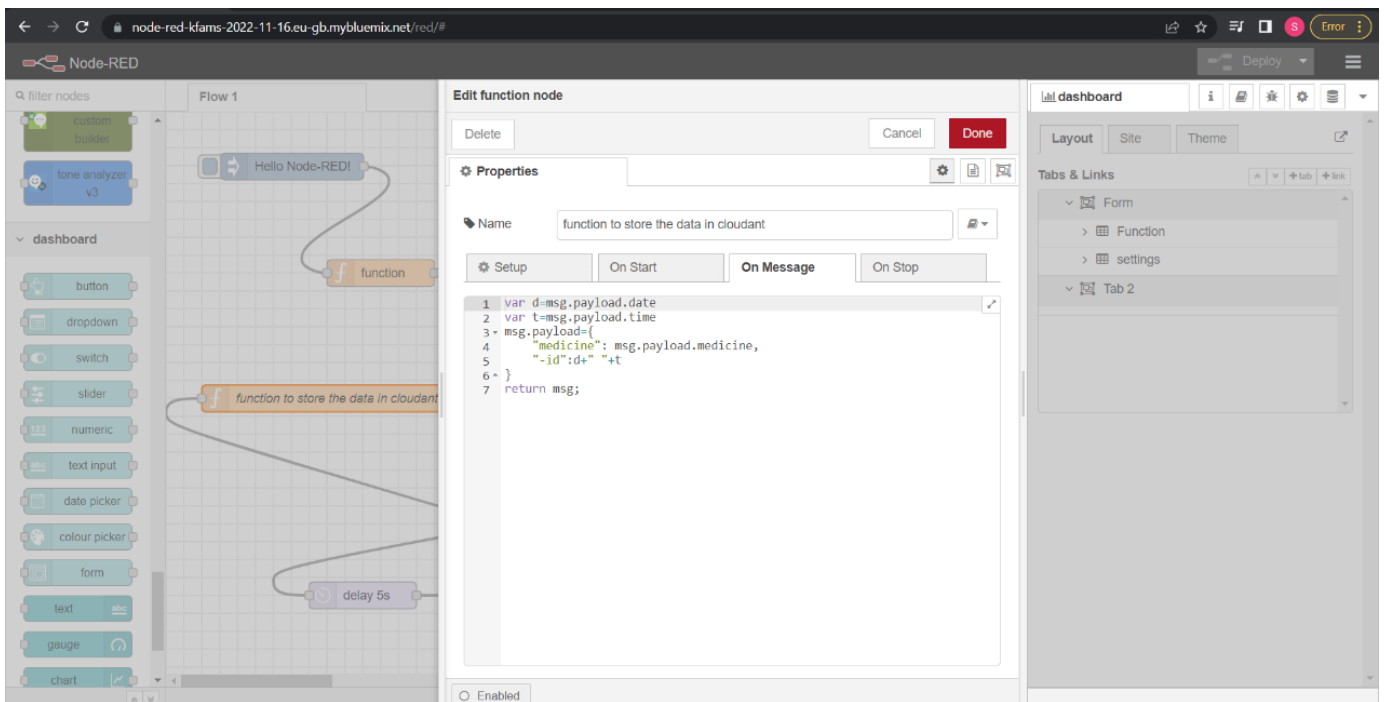 node-red-kfams-2022-11-16.eu-gb.mybluemix.net/red/#
S
Error
Node-RED
Deploy
filter nodes
Flow 1
custom
builder
tone analyzer
v3
dashboard
button
dropdown
switch
slider
123
numeric
abc
text input
date picker
colour picker
form
text
abc
gauge
chart
Hello Node-RED!
function
function to store the data in cloudant
delay 5s
Edit function node
Delete
Cancel
Done
Properties
Name
function to store the data in cloudant
Setup
On Start
On Message
On Stop
1 var d=msg.payload.date
2 var t=msg.payload.time
3 msg.payload={
4 "medicine": msg.payload.medicine,
5 "-id":d+" "+t
6 }
7 return msg;
Enabled
dashboard
i
Layout
Site
Theme
Tabs & Links
+tab
+link
Form
Function
settings
Tab 2